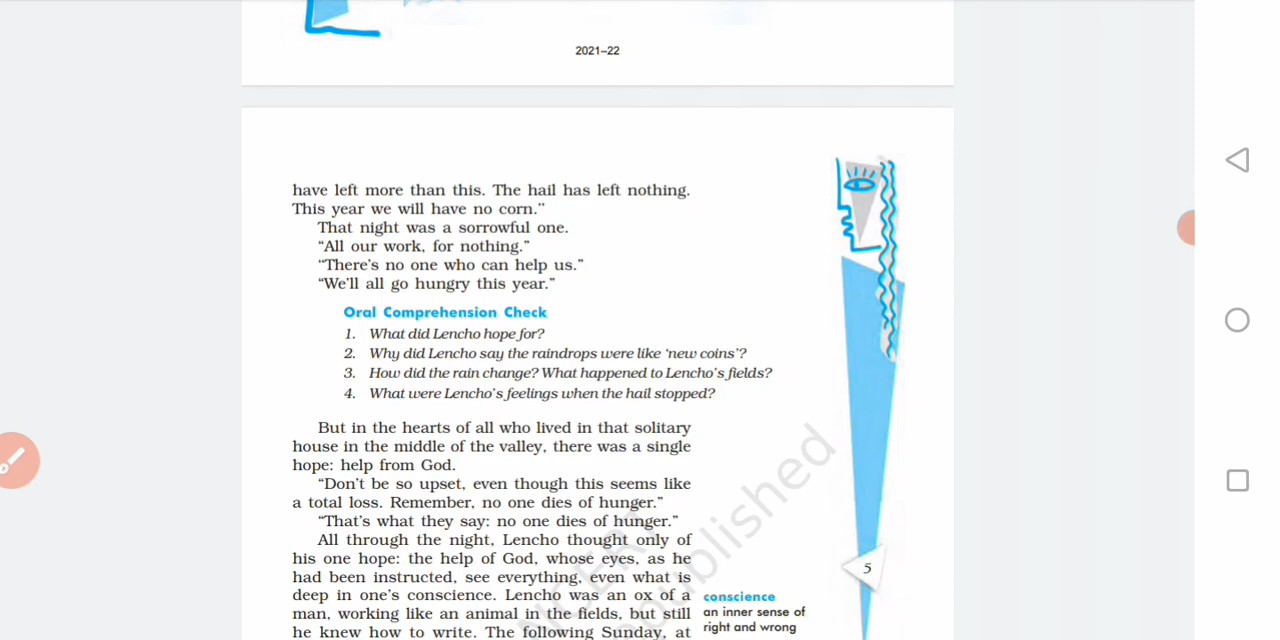 2021–22
have left more than this. The hail has left nothing.
This year we will have no corn.”
That night was a sorrowful one.
“All our work, for nothing.”
“There’s no one who can help us.”
“We’ll all go hungry this year.”
Oral Comprehension Check
1. What did Lencho hope for?
2. Why did Lencho say the raindrops were like ‘new coins’?
3. How did the rain change? What happened to Lencho’s fields?
4. What were Lencho’s feelings when the hail stopped?
But in the hearts of all who lived in that solitary
house in the middle of the valley, there was a single
hope: help from God.
“Don’t be so upset, even though this seems like
a total loss. Remember, no one dies of hunger.”
“That’s what they say: no one dies of hunger.”
All through the night, Lencho thought only of
his one hope: the help of God, whose eyes, as he
had been instructed, see everything, even what is
deep in one’s conscience. Lencho was an ox of a
man, working like an animal in the fields, but still
he knew how to write. The following Sunday, at
conscience
an inner sense of
right and wrong
5
NCERT
published